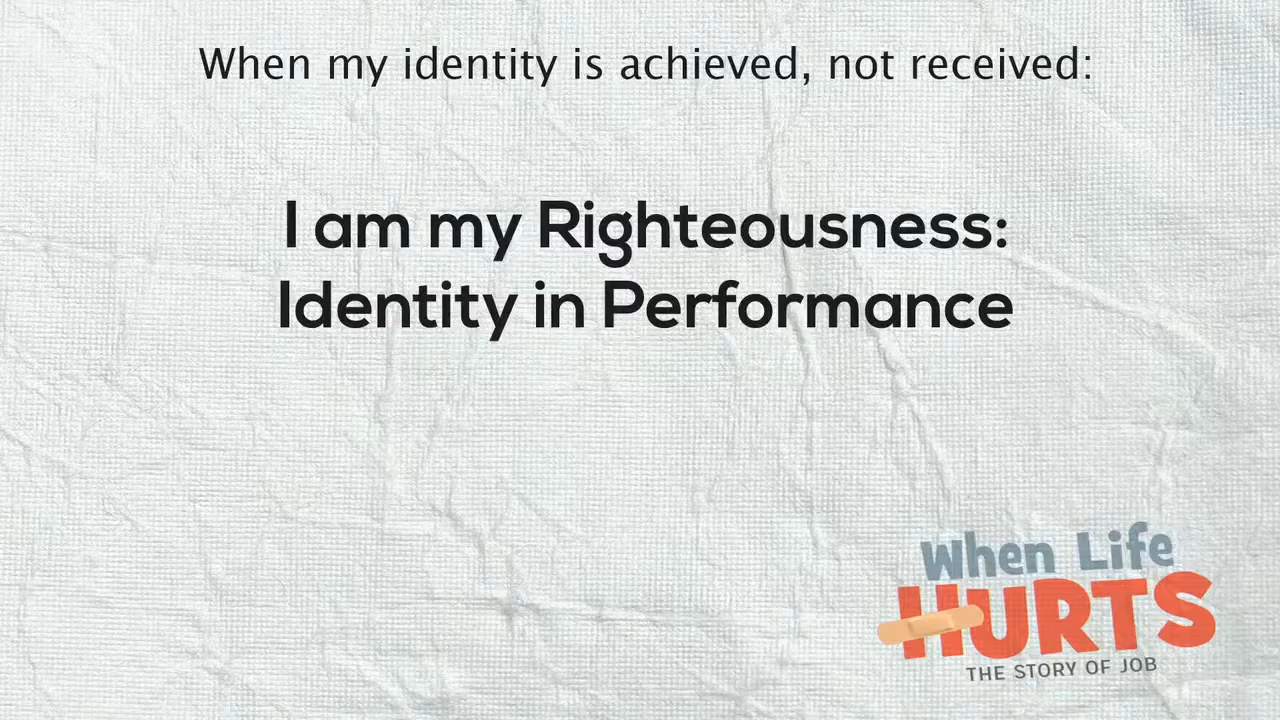 When my identity is achieved, not received:
I am my Righteousness:
Identity in Performance
When Life
HURTS
THE STORY OF JOB